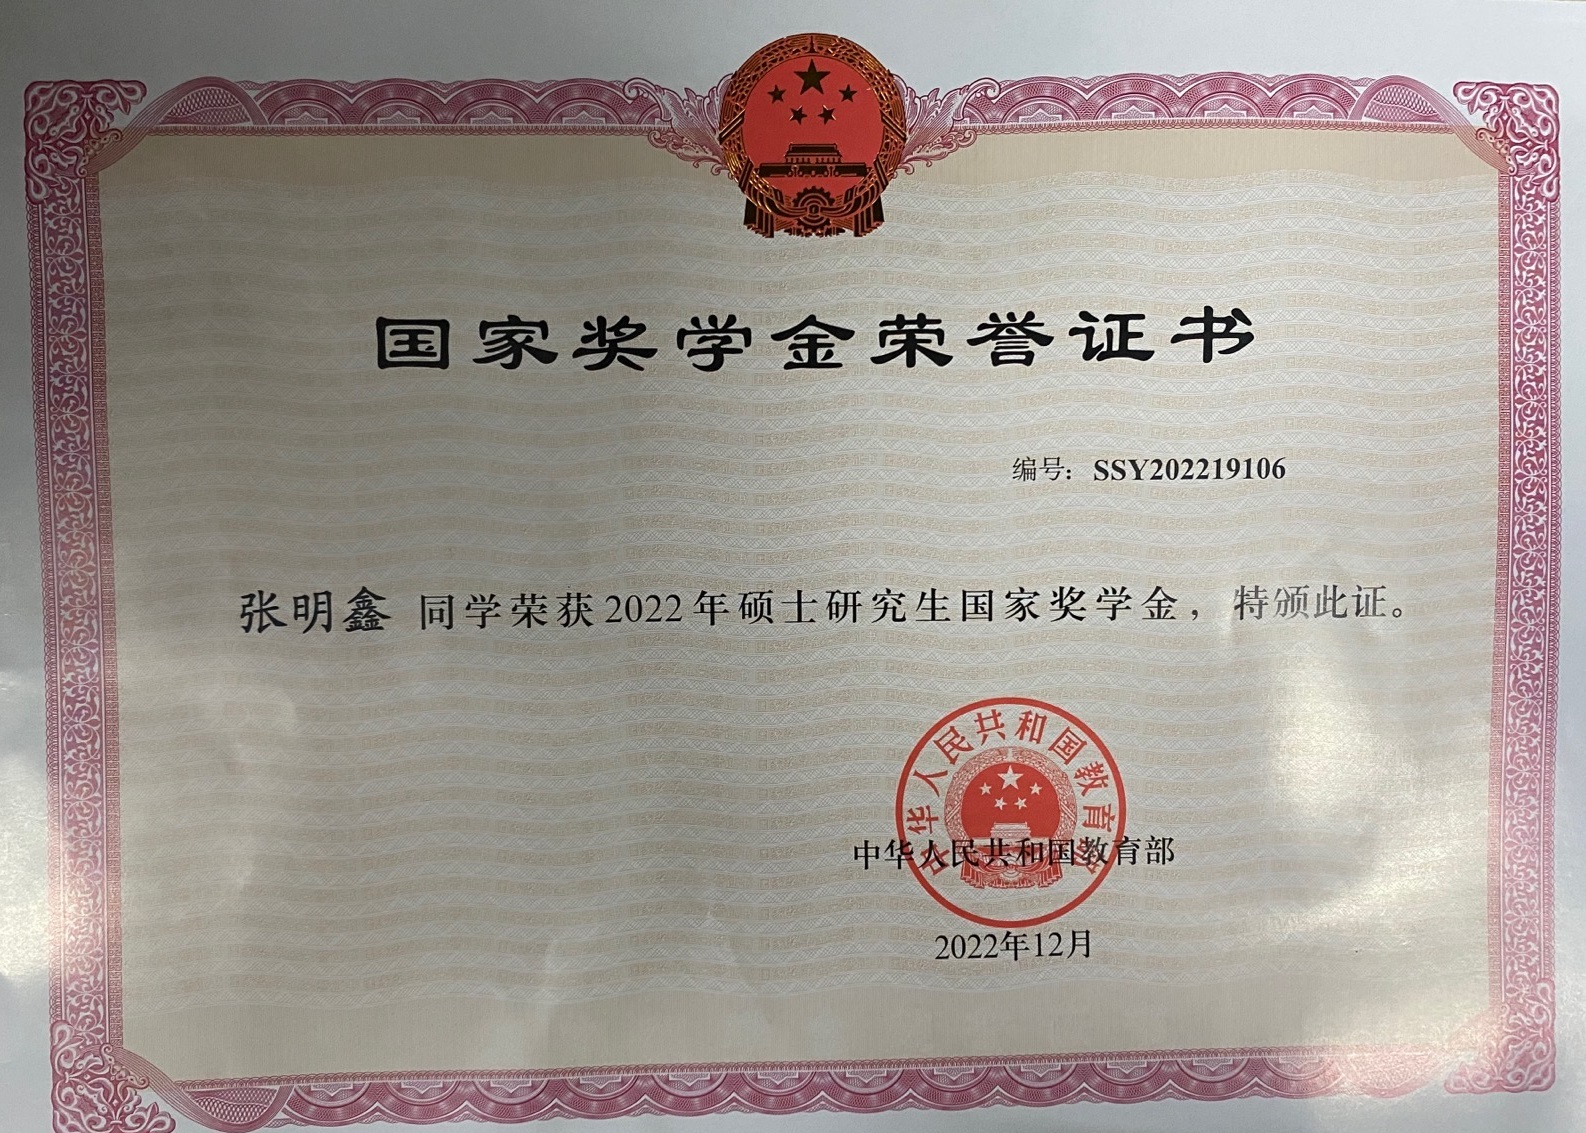 国家奖学金荣誉证书
编号：SSY202219106
张明鑫 同学荣获2022年硕士研究生国家奖学金，特颁此证。
中华人民共和国教育部
中华人民共和国教育部
2022年12月